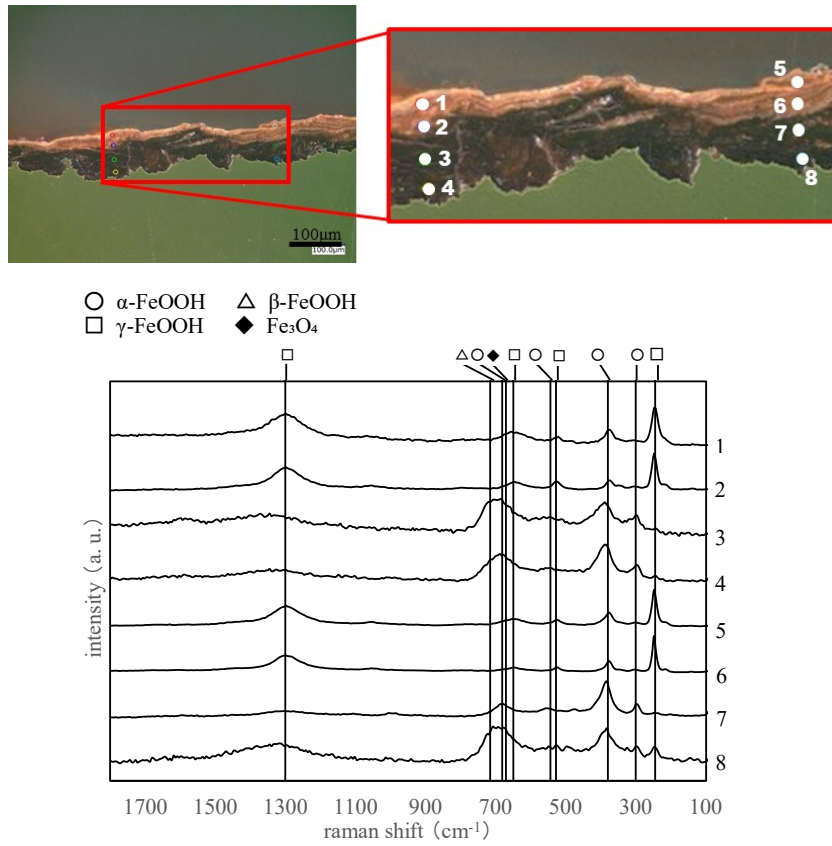 100μm
100.0μm
1
2
3
4
5
6
7
8
○ α-FeOOH △ β-FeOOH
□ γ-FeOOH ◆ Fe₃O₄
intensity (a. u.)
1
2
3
4
5
6
7
8
1700 1500 1300 1100 900 700 500 300 100
raman shift (cm⁻¹)